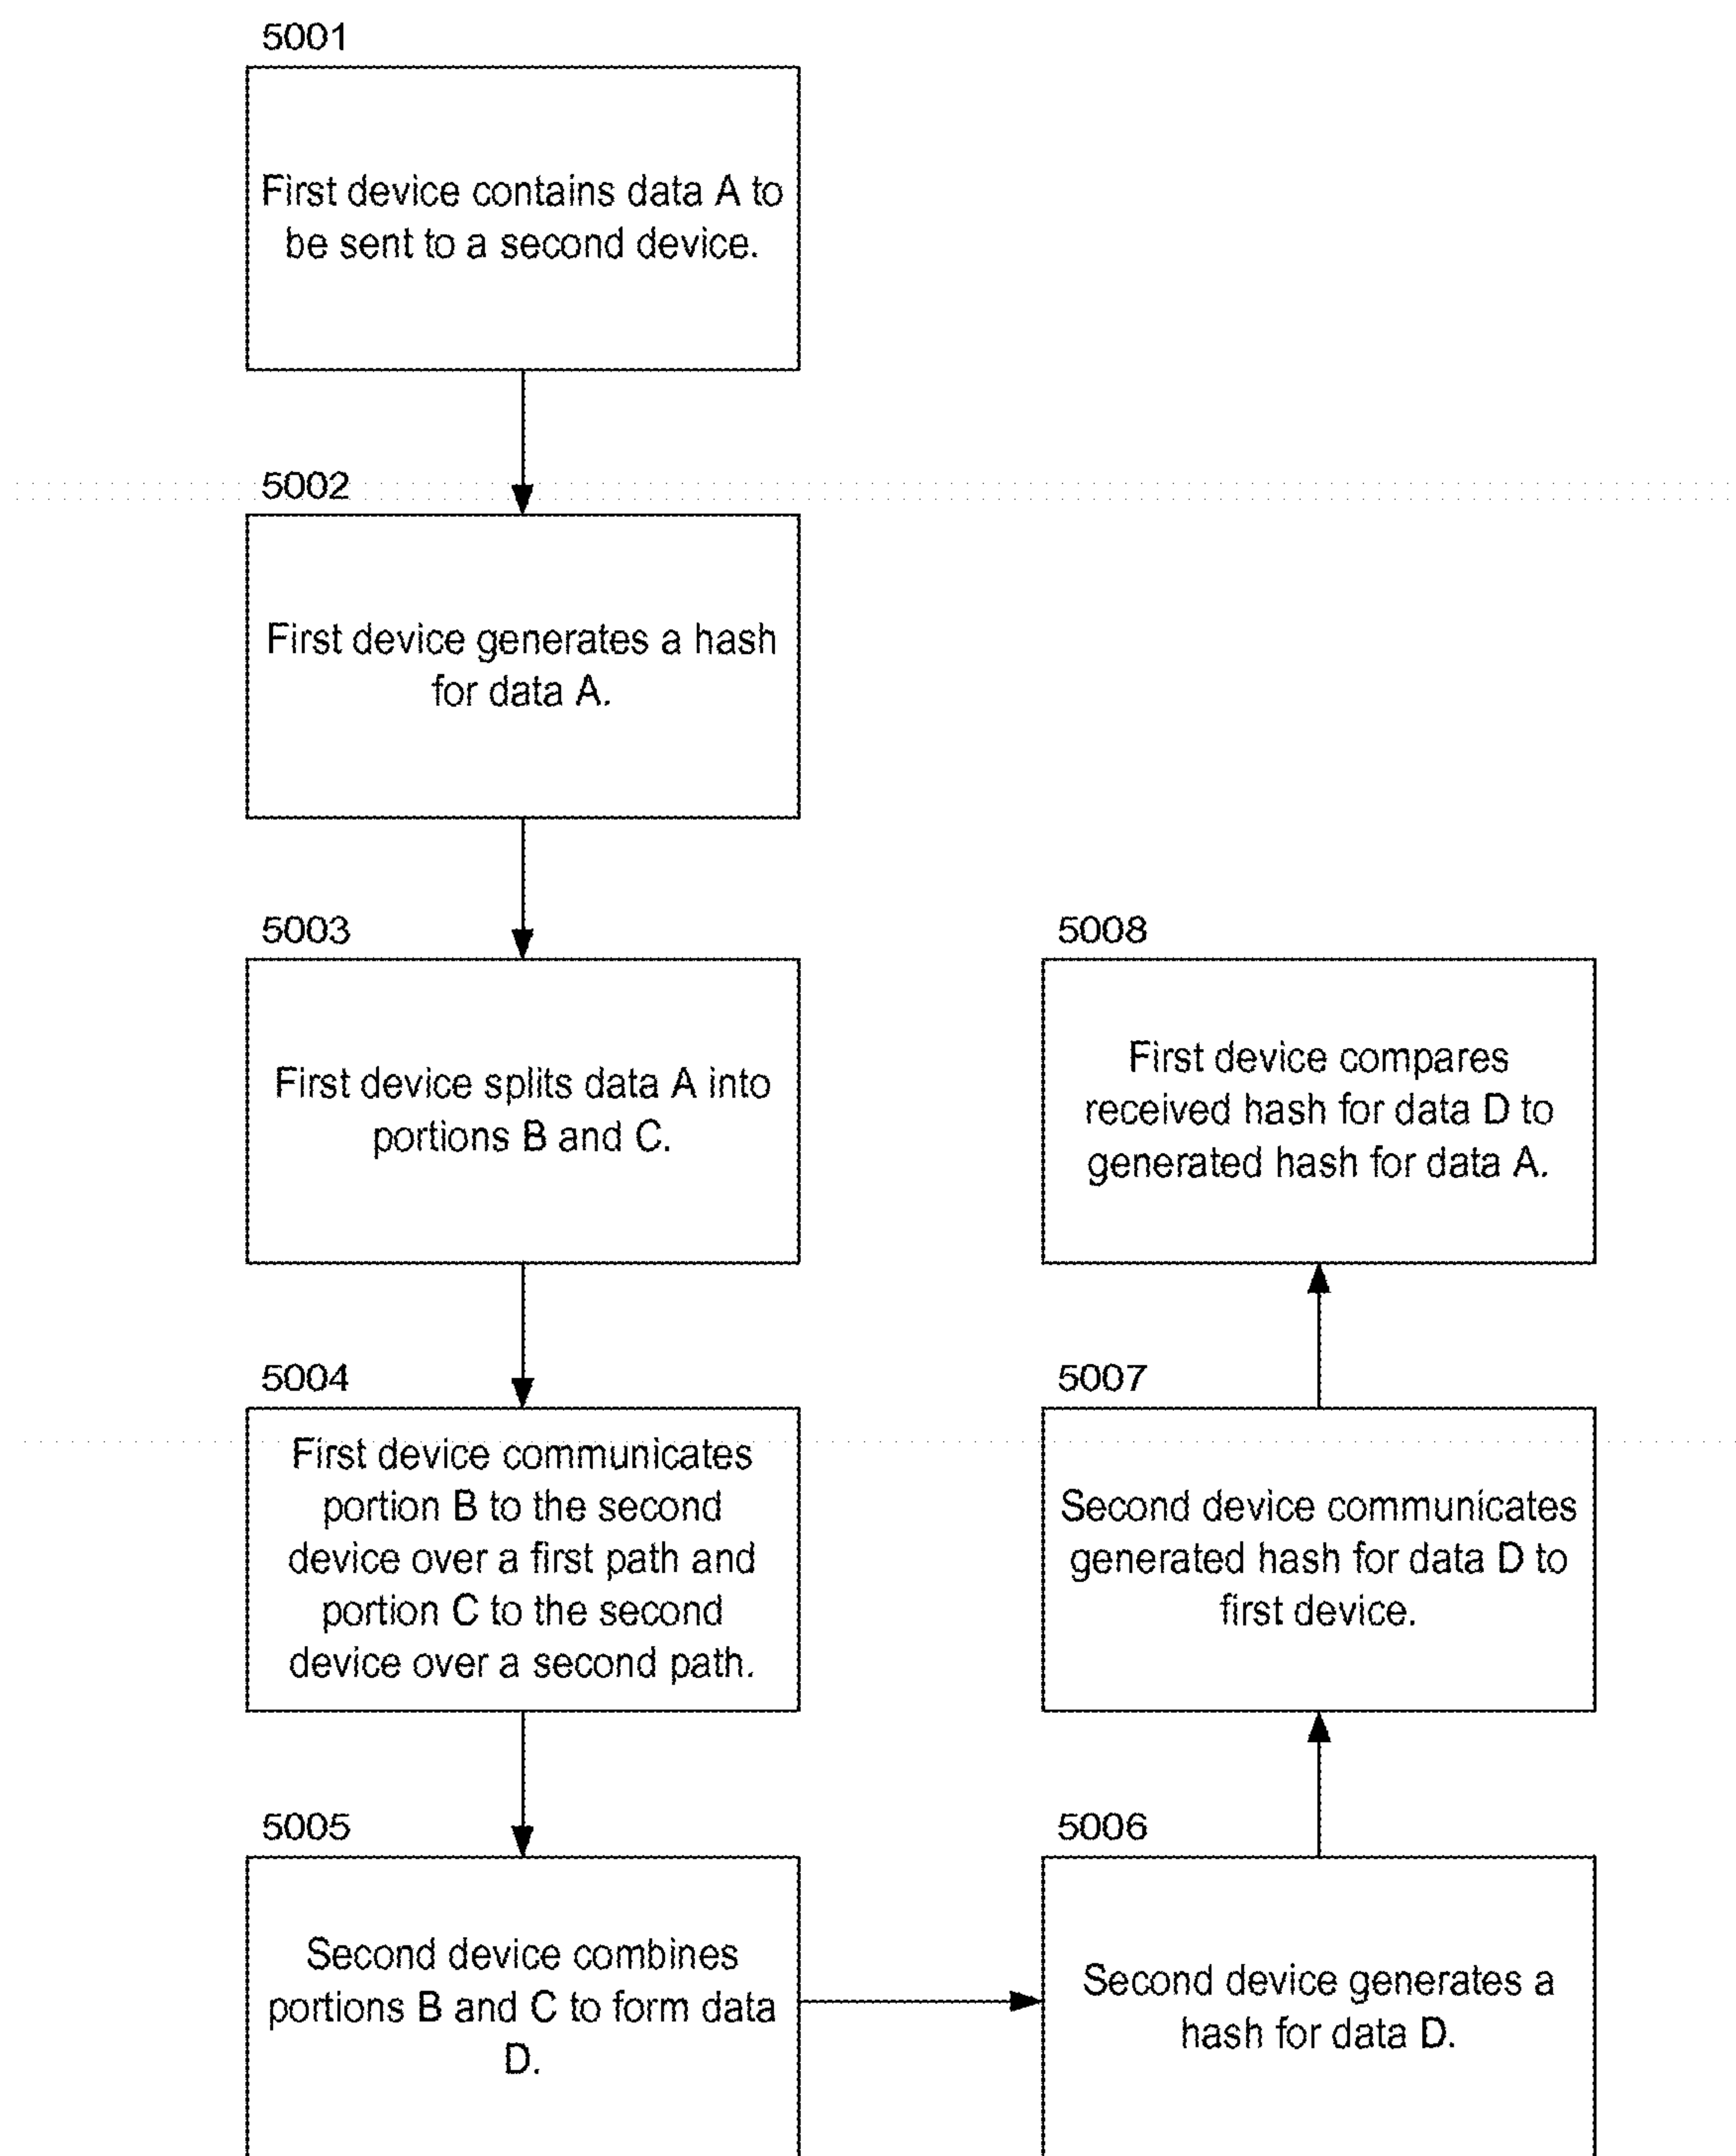 5001
First device contains data A to
be sent to a second device.
5002
First device generates a hash
for data A.
5003
First device splits data A into
portions B and C.
5004
First device communicates
portion B to the second
device over a first path and
portion C to the second
device over a second path.
5005
Second device combines
portions B and C to form data
D.
5006
Second device generates a
hash for data D.
5007
Second device communicates
generated hash for data D to
first device.
5008
First device compares
received hash for data D to
generated hash for data A.